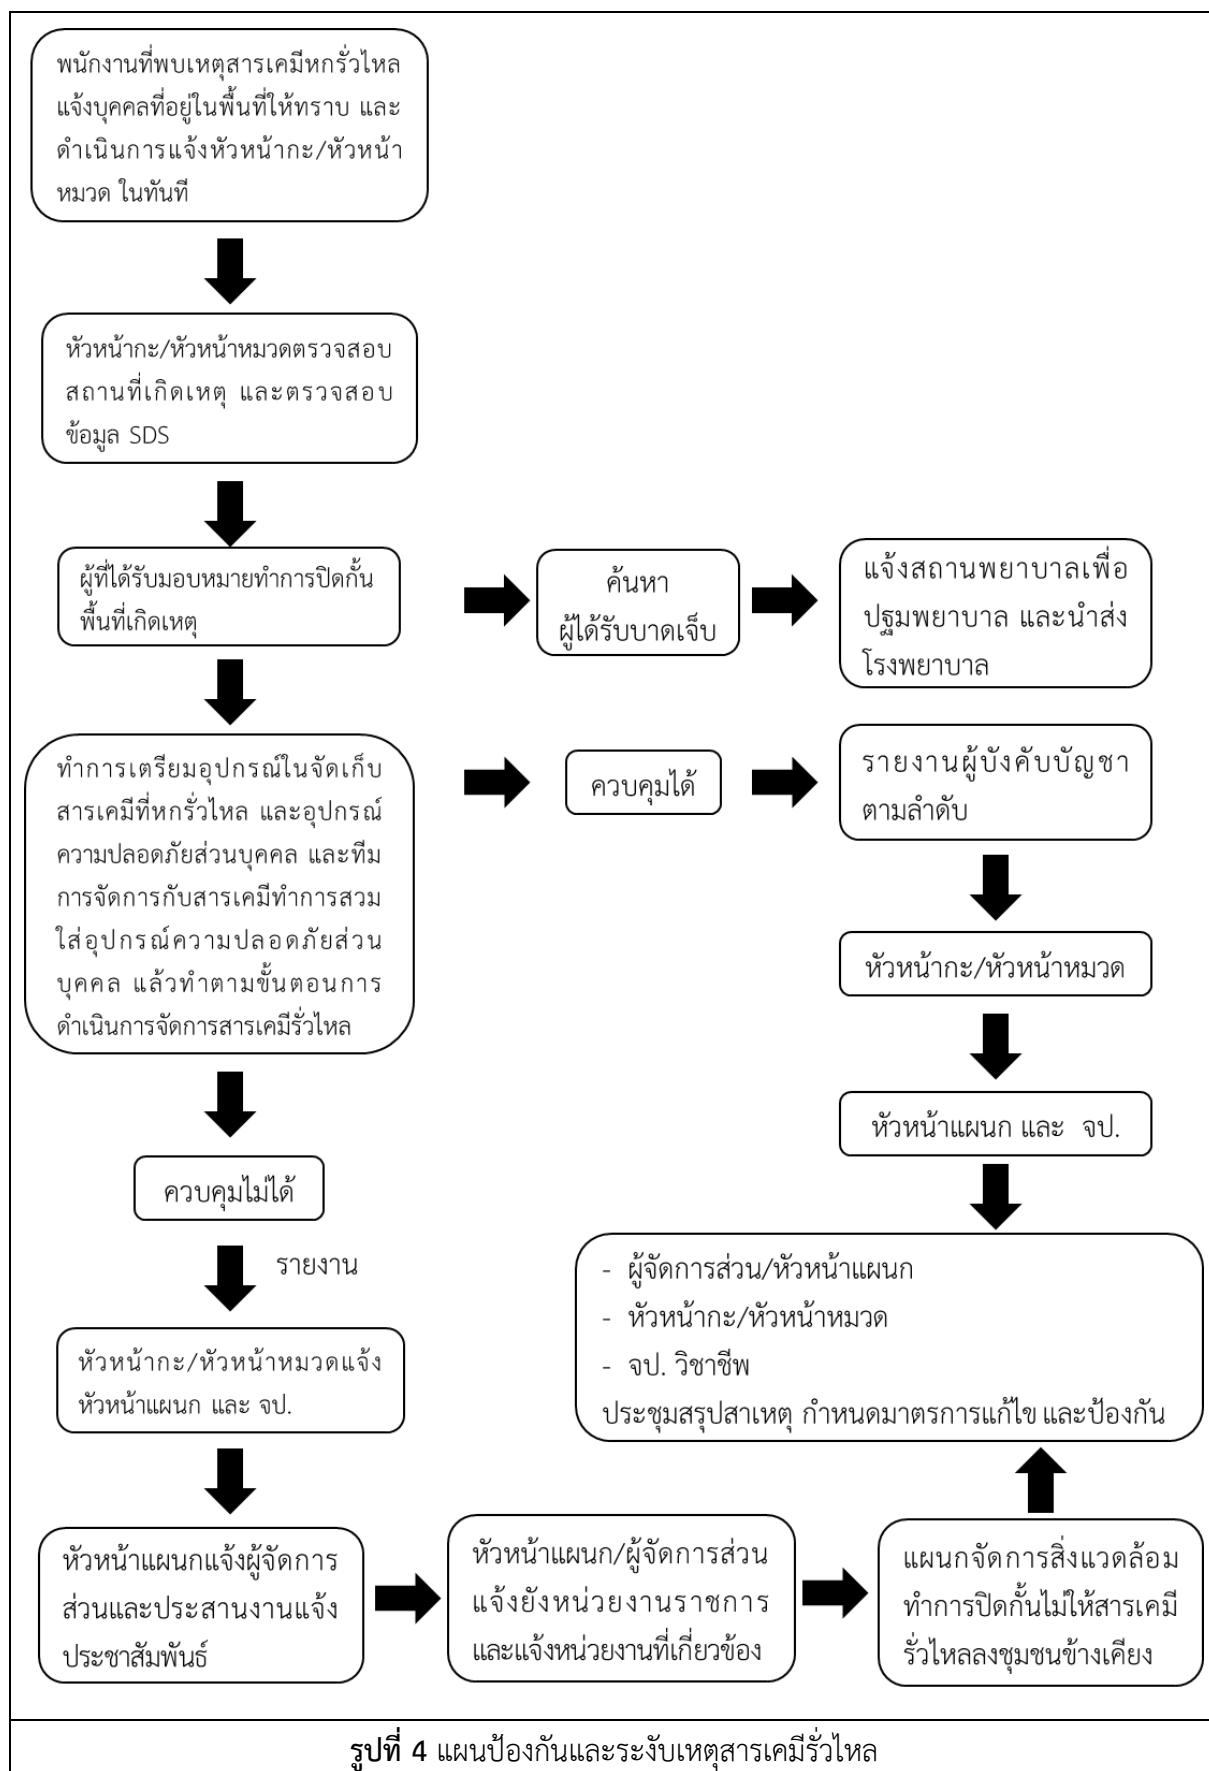 พนักงานที่พบเหตุสารเคมีหกรั่วไหล
แจ้งบุคคลที่อยู่ในพื้นที่ให้ทราบ และ
ดำเนินการแจ้งหัวหน้ากะ/หัวหน้า
หมวด ในทันที
หัวหน้ากะ/หัวหน้าหมวดตรวจสอบ
สถานที่เกิดเหตุ และตรวจสอบ
ข้อมูล SDS
ผู้ที่ได้รับมอบหมายทำการปิดกั้น
พื้นที่เกิดเหตุ
ค้นหา
ผู้ได้รับบาดเจ็บ
แจ้งสถานพยาบาลเพื่อ
ปฐมพยาบาล และนำส่ง
โรงพยาบาล
ทำการเตรียมอุปกรณ์ในจัดเก็บ
สารเคมีที่หกรั่วไหล และอุปกรณ์
ความปลอดภัยส่วนบุคคล และทีม
การจัดการกับสารเคมีทำการสวม
ใส่อุปกรณ์ความปลอดภัยส่วน
บุคคล แล้วทำตามขั้นตอนการ
ดำเนินการจัดการสารเคมีรั่วไหล
ควบคุมได้
รายงานผู้บังคับบัญชา
ตามลำดับ
หัวหน้ากะ/หัวหน้าหมวด
หัวหน้าแผนก และ จป.
ควบคุมไม่ได้
รายงาน
หัวหน้ากะ/หัวหน้าหมวดแจ้ง
หัวหน้าแผนก และ จป.
- ผู้จัดการส่วน/หัวหน้าแผนก
- หัวหน้ากะ/หัวหน้าหมวด
- จป. วิชาชีพ
ประชุมสรุปสาเหตุ กำหนดมาตรการแก้ไข และป้องกัน
หัวหน้าแผนกแจ้งผู้จัดการ
ส่วนและประสานงานแจ้ง
ประชาสัมพันธ์
หัวหน้าแผนก/ผู้จัดการส่วน
แจ้งยังหน่วยงานราชการ
และแจ้งหน่วยงานที่เกี่ยวข้อง
แผนกจัดการสิ่งแวดล้อม
ทำการปิดกั้นไม่ให้สารเคมี
รั่วไหลลงชุมชนข้างเคียง
รูปที่ 4 แผนป้องกันและระงับเหตุสารเคมีรั่วไหล